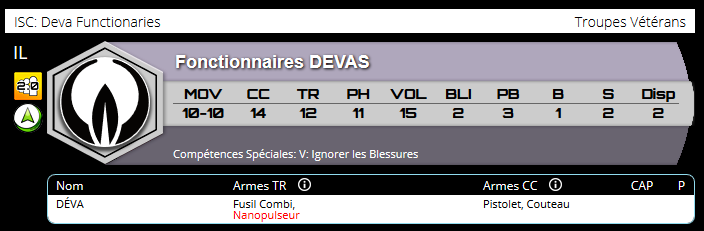 ISC: Deva Functionaries Troupes Vétérans
IL
Fonctionnaires DEVAS
MOV CC TR PH VOL BLI PB B S Disp
10-10 14 12 11 15 2 3 1 2 2
Compétences Spéciales: V: Ignorer les Blessures
Nom Armes TR Armes CC CAP P
DÉVA Fusil Combi, Pistolet, Couteau
Nanopulseur